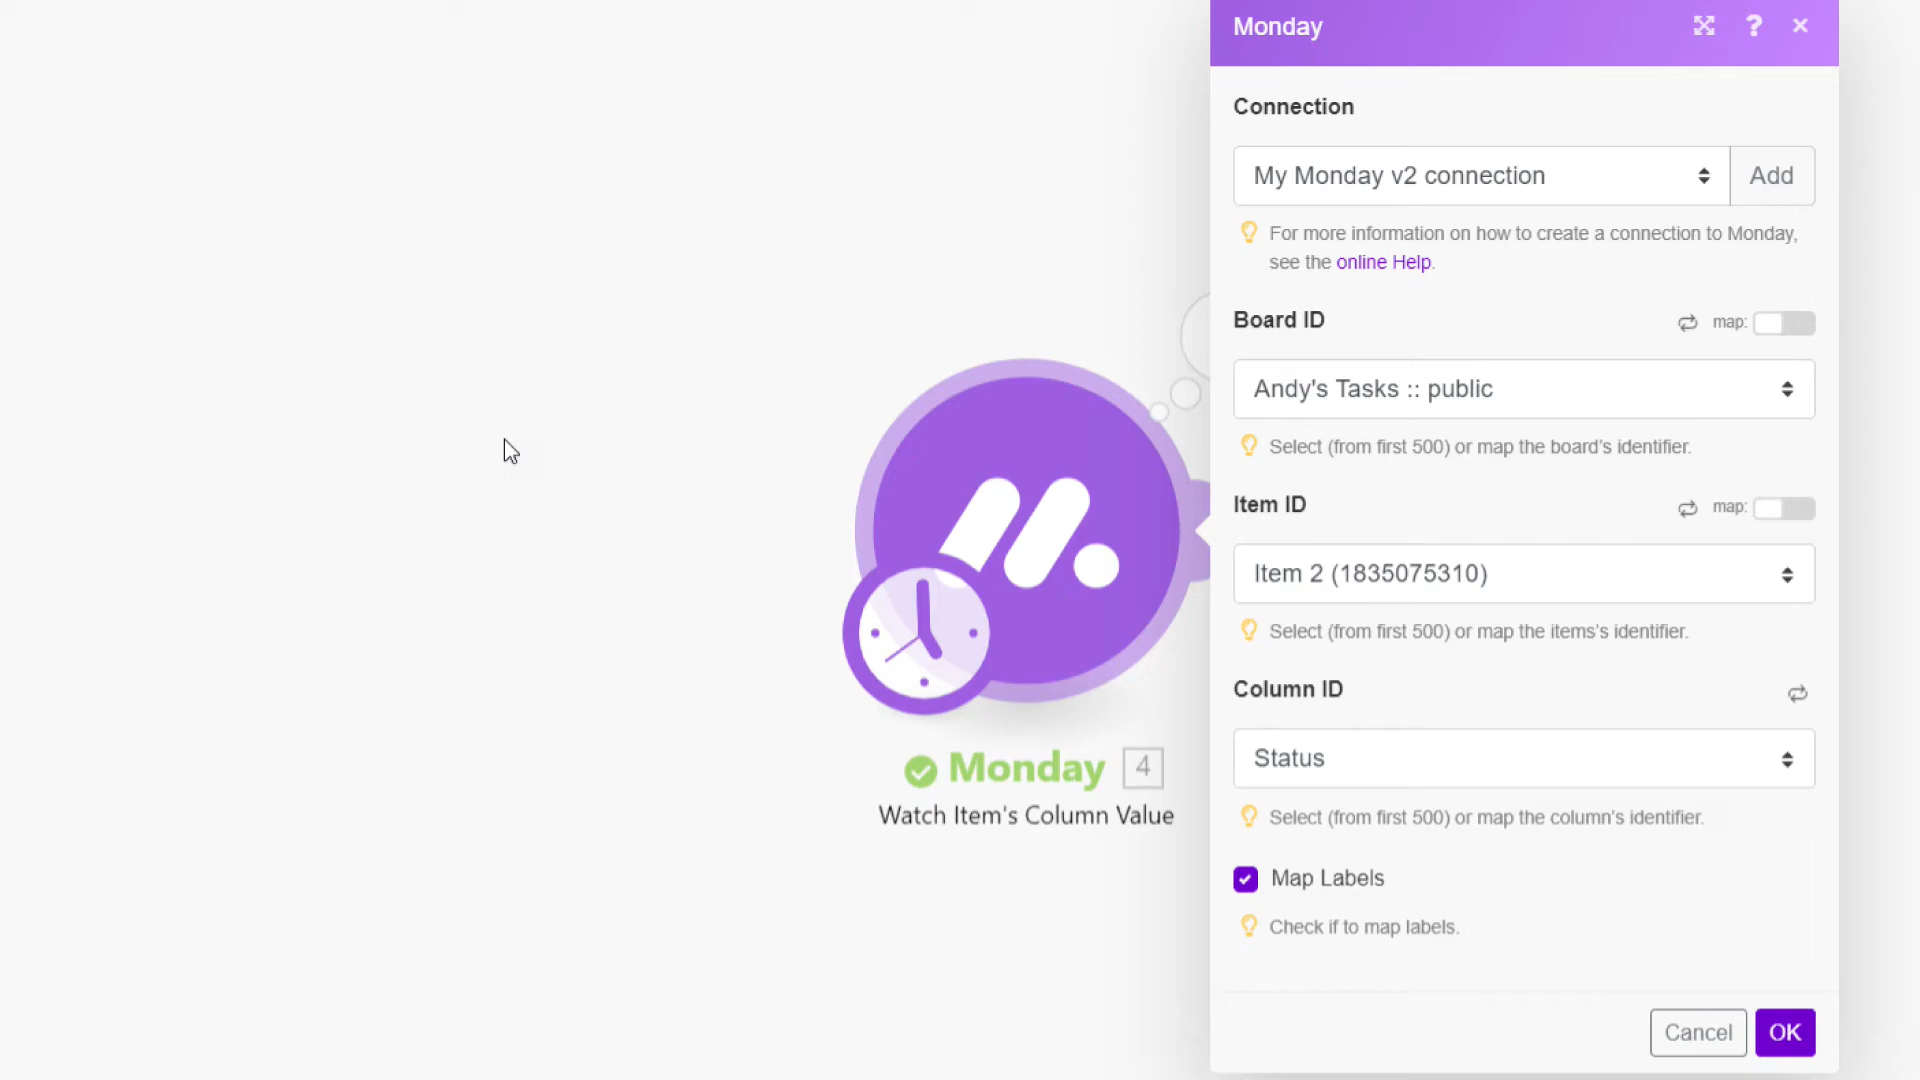 Monday
?
Connection
My Monday v2 connection
Add
For more information on how to create a connection to Monday,
see the online Help.
Board ID
map:
Andy's Tasks :: public
Select (from first 500) or map the board's identifier.
Item ID
map:
Item 2 (1835075310)
Select (from first 500) or map the items's identifier.
Column ID
Status
Select (from first 500) or map the column's identifier.
Map Labels
Check if to map labels.
Cancel
OK
Monday 4
Watch Item's Column Value